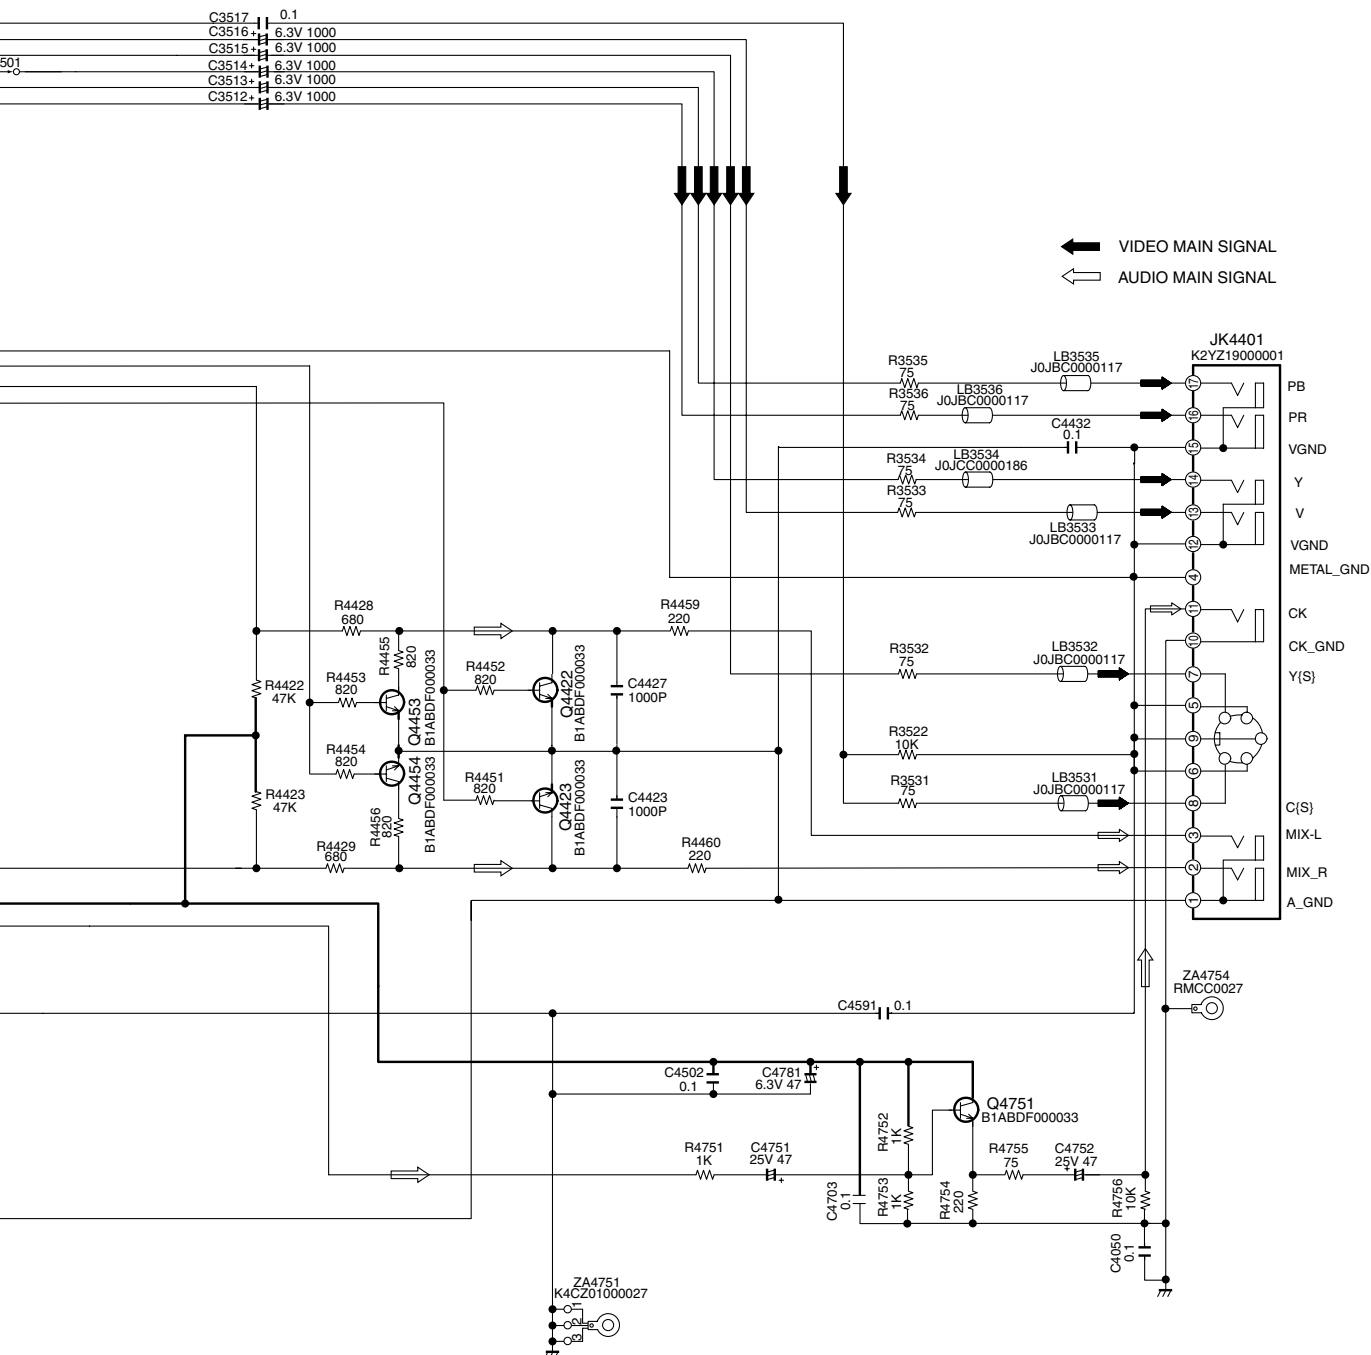 C3517 0.1
C3516 + 6.3V 1000
C3515 + 6.3V 1000
501
C3514 + 6.3V 1000
C3513 + 6.3V 1000
C3512 + 6.3V 1000
VIDEO MAIN SIGNAL
AUDIO MAIN SIGNAL
JK4401
K2YZ19000001
R3535
75
LB3535
J0JBC0000117
17
PB
R3536
75
LB3536
J0JBC0000117
16
PR
C4432
0.1
15
VGND
R3534
75
LB3534
J0JCC0000186
14
Y
R3533
75
13
V
LB3533
J0JBC0000117
12
VGND
4
METAL_GND
11
CK
10
CK_GND
R4428
680
R4459
220
R4455
820
B1ABDF000033
R4453
820
Q4453
R4422
47K
R4452
820
Q4422
B1ABDF000033
C4427
1000P
R3532
75
LB3532
J0JBC0000117
7
Y{S}
5
9
R3522
10K
6
R4454
820
Q4454
B1ABDF000033
R4423
47K
R4451
820
Q4423
B1ABDF000033
C4423
1000P
R3531
75
LB3531
J0JBC0000117
8
C{S}
R4456
820
3
MIX-L
R4429
680
R4460
220
2
MIX_R
1
A_GND
ZA4754
RMCC0027
C4591 0.1
C4502
0.1
C4781 +
6.3V 47
Q4751
B1ABDF000033
R4752
1K
R4751
1K
C4751
25V 47
+
R4755
75
C4752
25V 47
+
C4703
0.1
R4753
1K
R4754
220
R4756
10K
C4050
0.1
ZA4751
K4CZ01000027
1
2
3